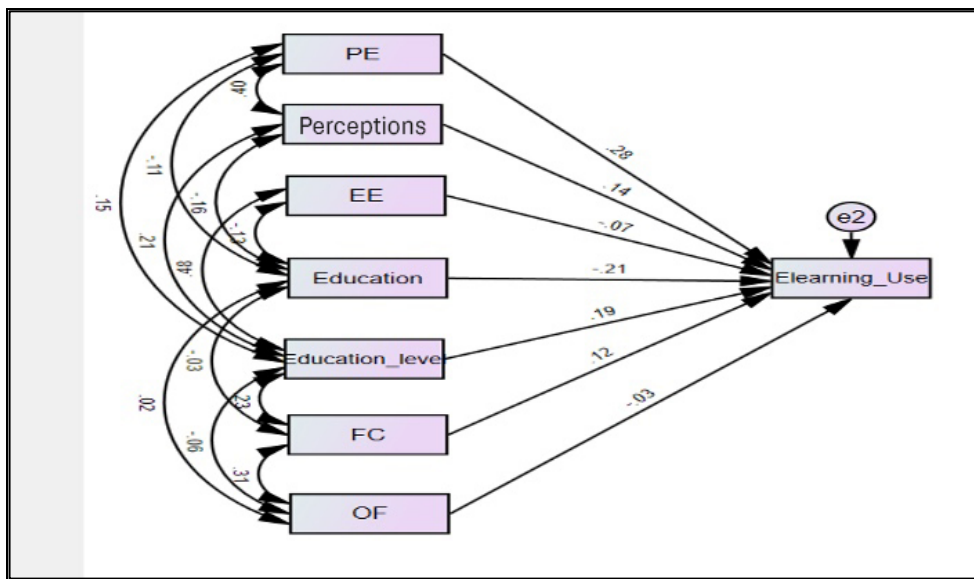 PE
.40
Perceptions
-.11
.28
.14
EE
-.16
.15
-.13
-.07
e2
.21
.48
Education
-.21
Elearning_Use
.19
Education_level
-.03
.12
.02
.23
-.03
FC
-.06
.31
OF